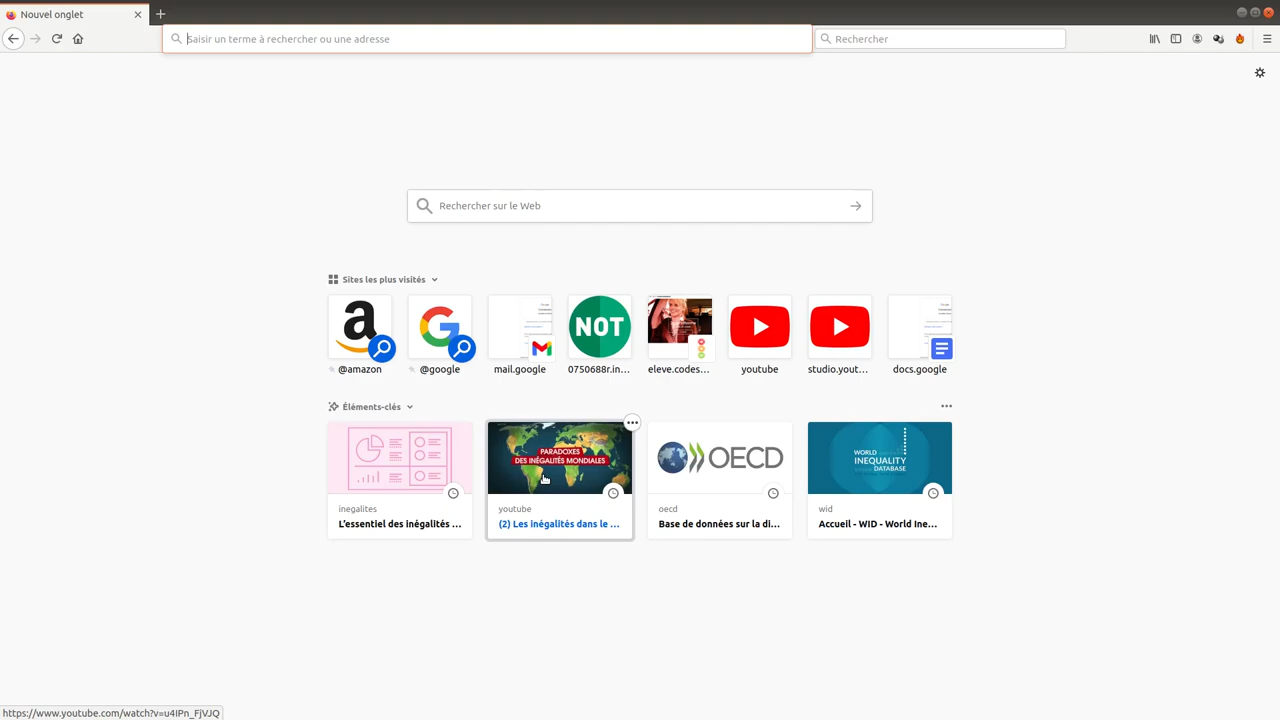 Nouvel onglet
Saisir un terme à rechercher ou une adresse
Rechercher
Rechercher sur le Web
Sites les plus visités
a
G
NOT
@amazon
@google
mail.google
0750688r.in...
eleve.codes...
youtube
studio.yout...
docs.google
Éléments-clés
PARADOXES
DES INÉGALITÉS MONDIALES
OECD
WORLD
INEQUALITY
DATABASE
inegalites
youtube
oecd
wid
L'essentiel des inégalités ...
(2) Les inégalités dans le ...
Base de données sur la di...
Accueil - WID - World Ine...
https://www.youtube.com/watch?v=u4IPn_FjVJQ